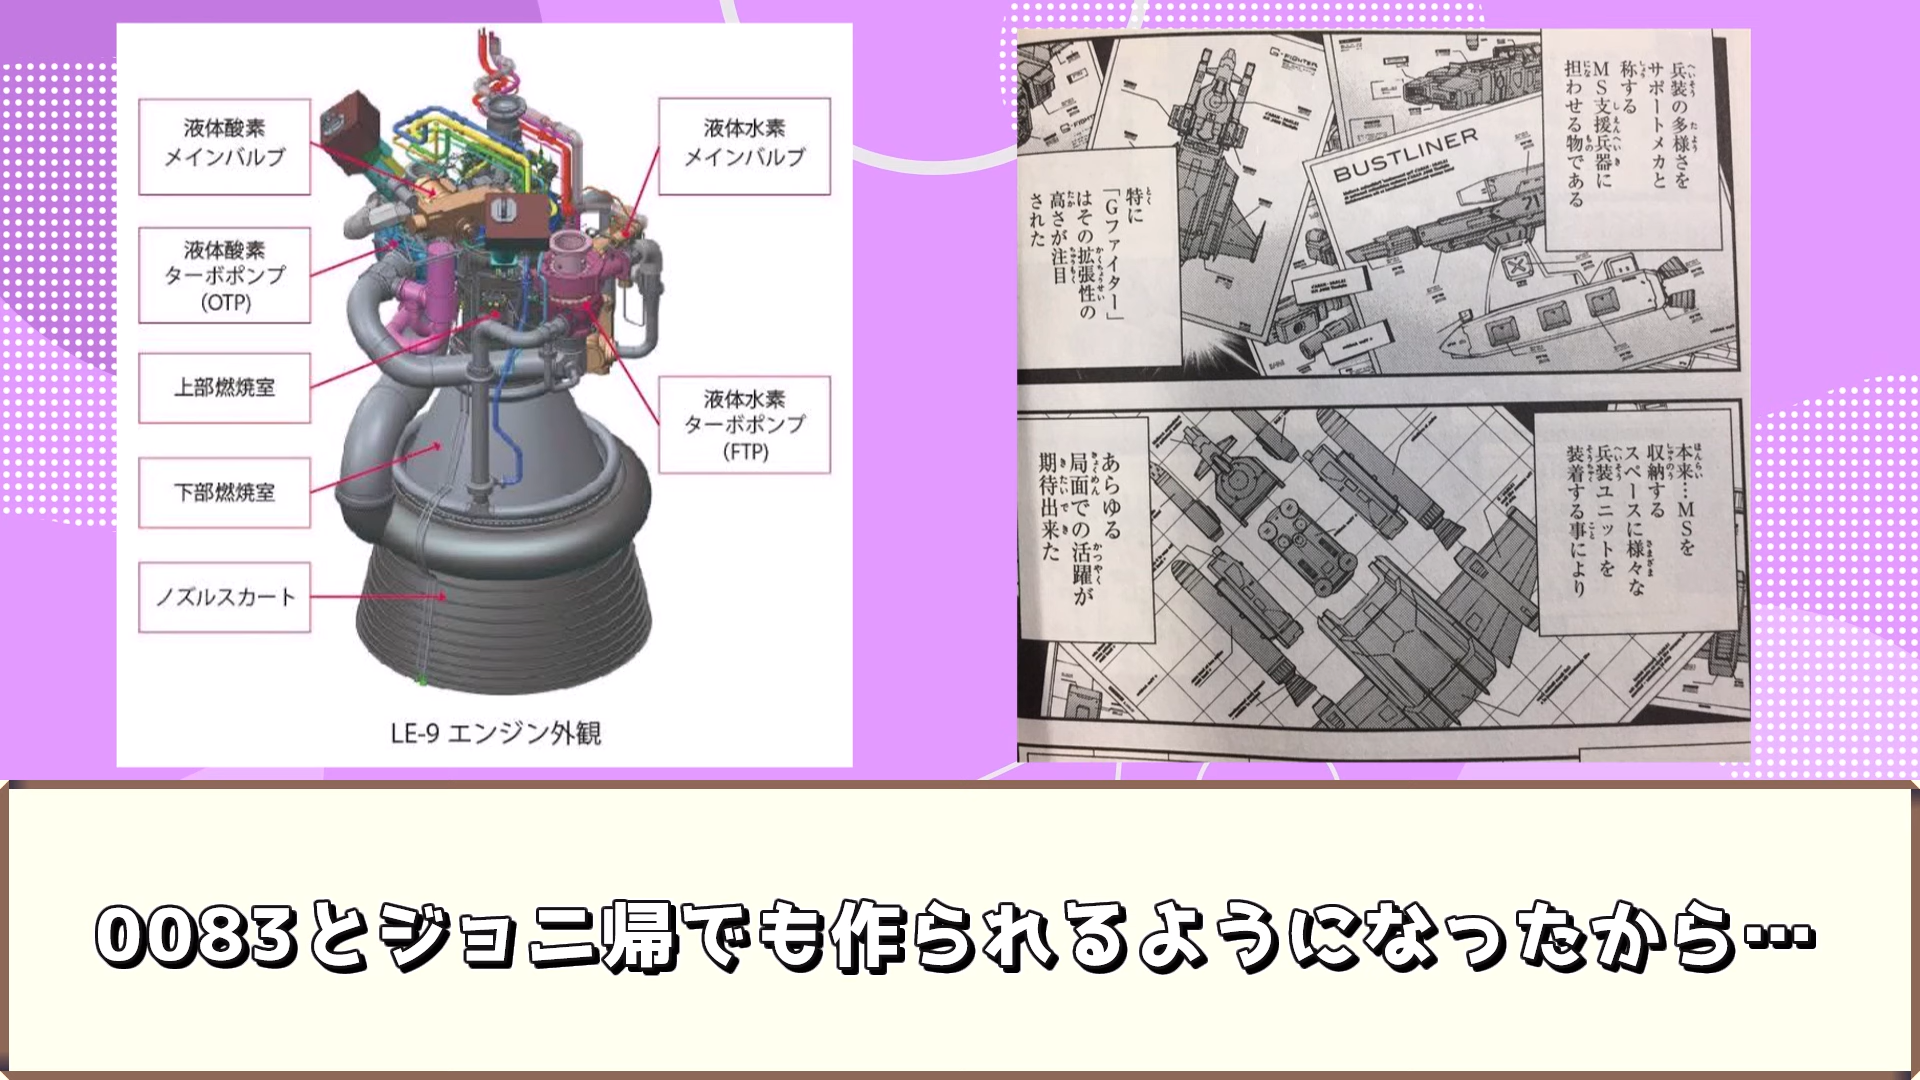 液体酸素
メインバルブ
液体酸素
ターボポンプ
(OTP)
上部燃焼室
下部燃焼室
ノズルスカート
液体水素
メインバルブ
液体水素
ターボポンプ
(FTP)
LE-9 エンジン外観
兵装の多様さを
サポートメカと
称する
MS支援兵器に
担わせる物である
G-FIGHTER
BUSTLINER
71
特に
「Gファイター」
はその拡張性の
高さが注目
された
本来…MSを
収納する
スペースに様々な
兵装ユニットを
装着する事により
あらゆる
局面での活躍が
期待出来た
0083とジョニ帰でも作られるようになったから…